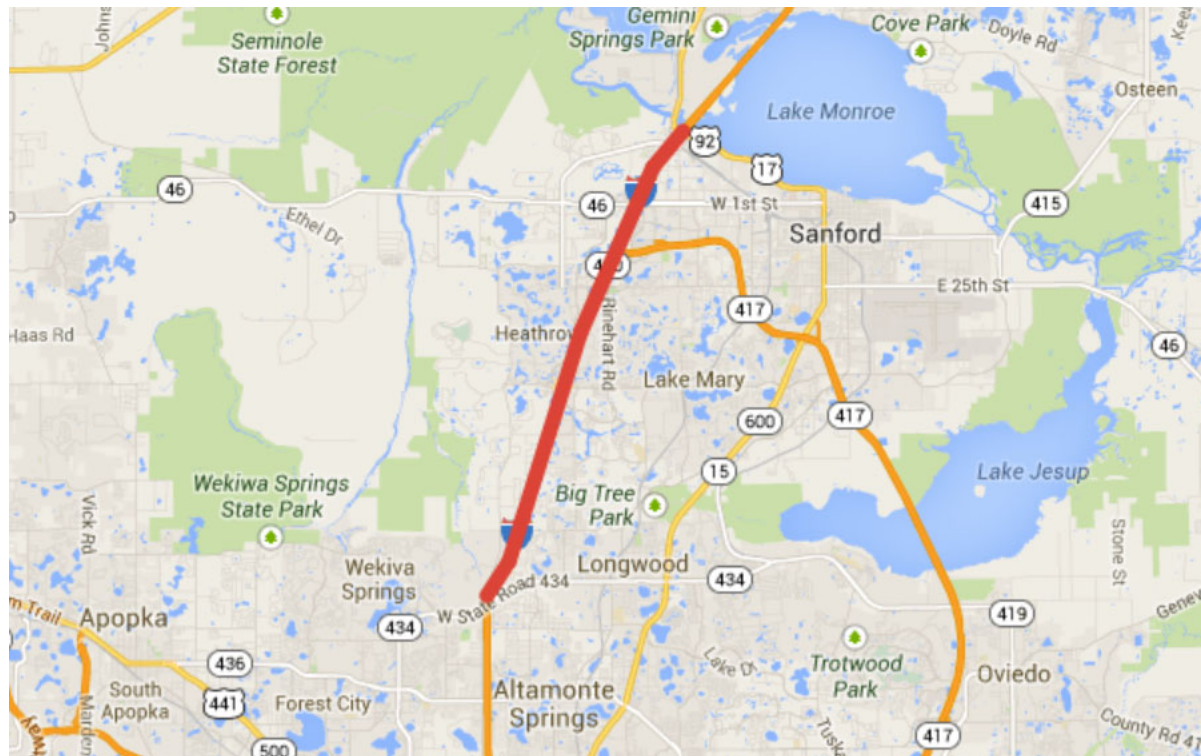 Gemini
Springs Park
Cove Park
Doyle Rd
Seminole
State Forest
Osteen
Lake Monroe
92
17
46
46
W 1st St
415
Ethel Dr
Sanford
E 25th St
417
Haas Rd
Rinehart Rd
46
Lake Mary
417
600
15
Lake Jesup
Wekiwa Springs
State Park
Big Tree
Park
Vick Rd
Stone St
Longwood
Wekiva
Springs
434
W State Road 434
419
Apopka
434
Trotwood
Park
Lake Dr
436
Oviedo
South
Apopka
441
Forest City
Altamonte
Springs
417
County Rd 4
500